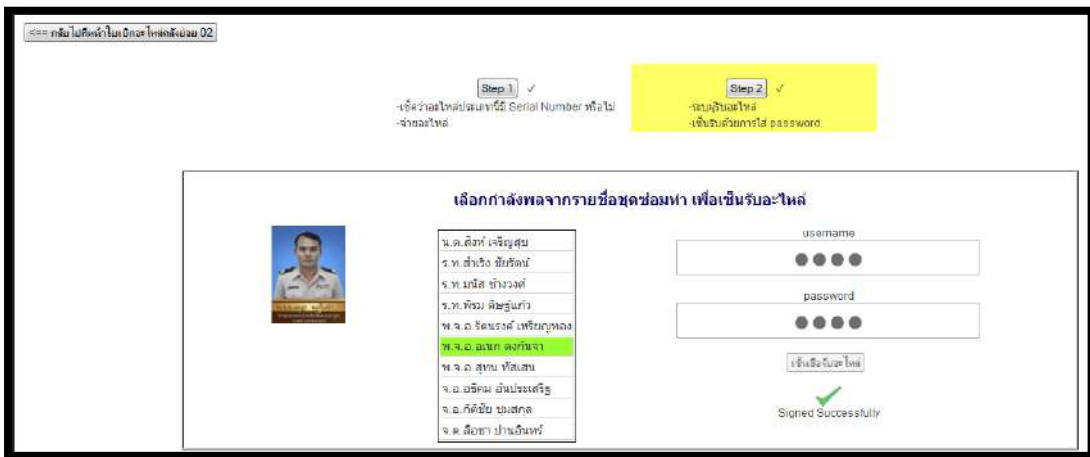 <== กลับไปที่หน้าใบเบิกอะไหล่คลังย่อย 02
Step 1 ✓
-เช็คว่าอะไหล่ประเภทนี้มี Serial Number หรือไม่
-จ่ายอะไหล่
Step 2 ✓
-ระบุผู้รับอะไหล่
-เซ็นรับด้วยการใส่ password
เลือกกำลังพลจากรายชื่อชุดซ่อมทำ เพื่อเซ็นรับอะไหล่
น.ต.สิงห์ เจริญสุข
ร.ท.สำเริง ชัยรัตน์
ร.ท.มนัส ช้างวงศ์
ร.ท.พิรม ดิษฐ์แก้ว
พ.จ.อ.รัตนรงค์ เหรียญทอง
พ.จ.อ.อเนก
พ.จ.อ.สุทน ทัสเสน
จ.อ.อธิคม อันประเสริฐ
จ.อ.กิตติชัย ชุมสกุล
จ.ต.ลือชา ปานอินทร์
username
password
เซ็นชื่อรับอะไหล่
Signed Successfully